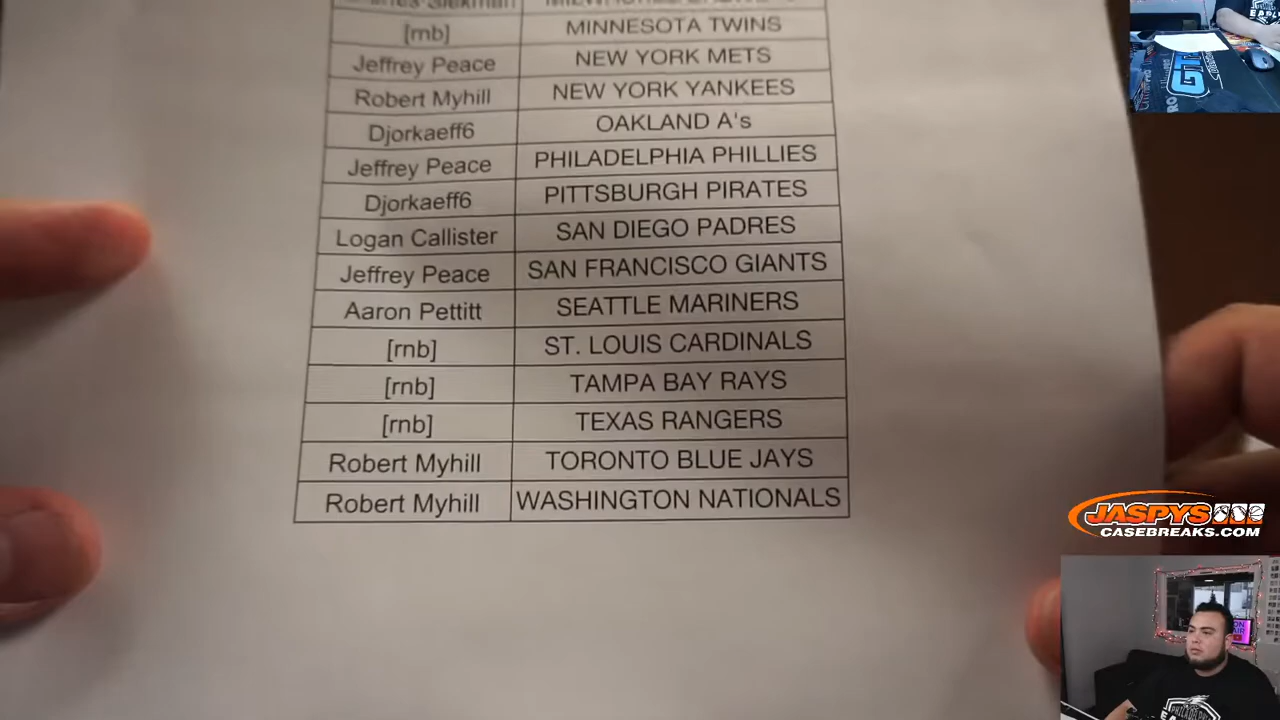 [rnb] MINNESOTA TWINS
Jeffrey Peace NEW YORK METS
Robert Myhill NEW YORK YANKEES
Djorkaeff6 OAKLAND A's
Jeffrey Peace PHILADELPHIA PHILLIES
Djorkaeff6 PITTSBURGH PIRATES
Logan Callister SAN DIEGO PADRES
Jeffrey Peace SAN FRANCISCO GIANTS
Aaron Pettitt SEATTLE MARINERS
[rnb] ST. LOUIS CARDINALS
[rnb] TAMPA BAY RAYS
[rnb] TEXAS RANGERS
Robert Myhill TORONTO BLUE JAYS
Robert Myhill WASHINGTON NATIONALS
JASPYS
CASEBREAKS.COM
ON
AIR